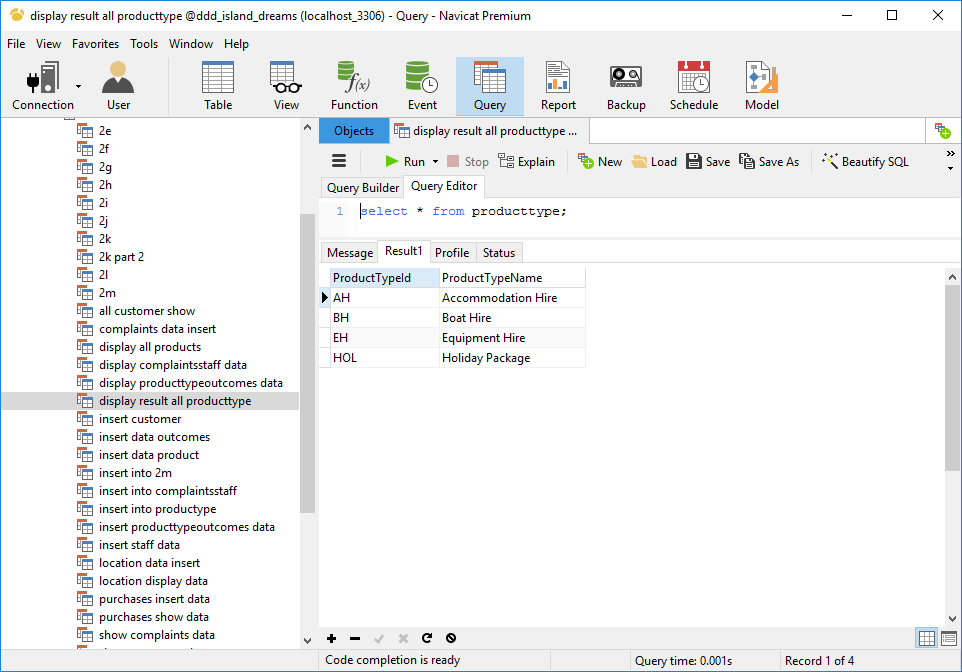 display result all producttype @ddd_island_dreams (localhost_3306) - Query - Navicat Premium
File View Favorites Tools Window Help
Connection User Table View Function Event Query Report Backup Schedule Model
Objects display result all producttype ...
Run Stop Explain New Load Save Save As Beautify SQL »
Query Builder Query Editor
1 select * from producttype;
Message Result1 Profile Status
ProductTypeId ProductTypeName
AH Accommodation Hire
BH Boat Hire
EH Equipment Hire
HOL Holiday Package
2e
2f
2g
2h
2i
2j
2k
2k part 2
2l
2m
all customer show
complaints data insert
display all products
display complaintsstaff data
display producttypeoutcomes data
display result all producttype
insert customer
insert data outcomes
insert data product
insert into 2m
insert into complaintsstaff
insert into productype
insert producttypeoutcomes data
insert staff data
location data insert
location display data
purchases insert data
purchases show data
show complaints data
Code completion is ready Query time: 0.001s Record 1 of 4